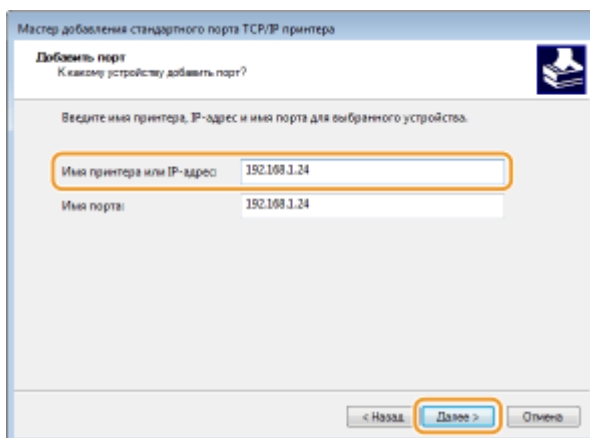 Мастер добавления стандартного порта TCP/IP принтера
Добавить порт
К какому устройству добавить порт?
Введите имя принтера, IP-адрес и имя порта для выбранного устройства.
Имя принтера или IP-адрес: 192.168.1.24
Имя порта: 192.168.1.24
< Назад Далее > Отмена